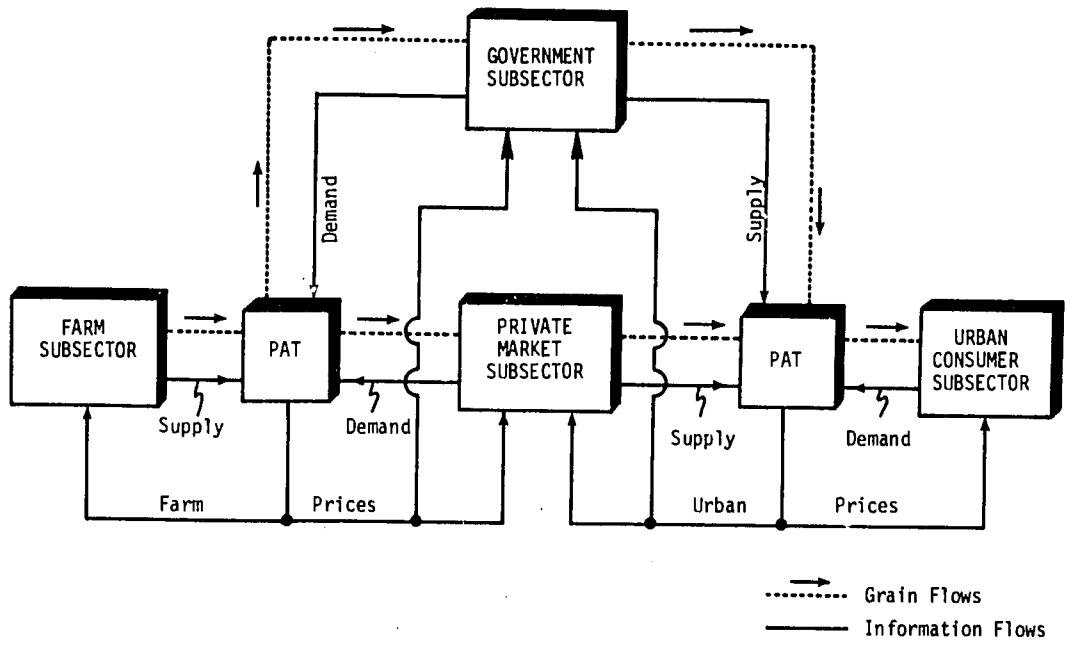 GOVERNMENT
SUBSECTOR
Demand
Supply
FARM
SUBSECTOR
PAT
PRIVATE
MARKET
SUBSECTOR
PAT
URBAN
CONSUMER
SUBSECTOR
Supply
Demand
Supply
Demand
Farm Prices
Urban Prices
Grain Flows
Information Flows